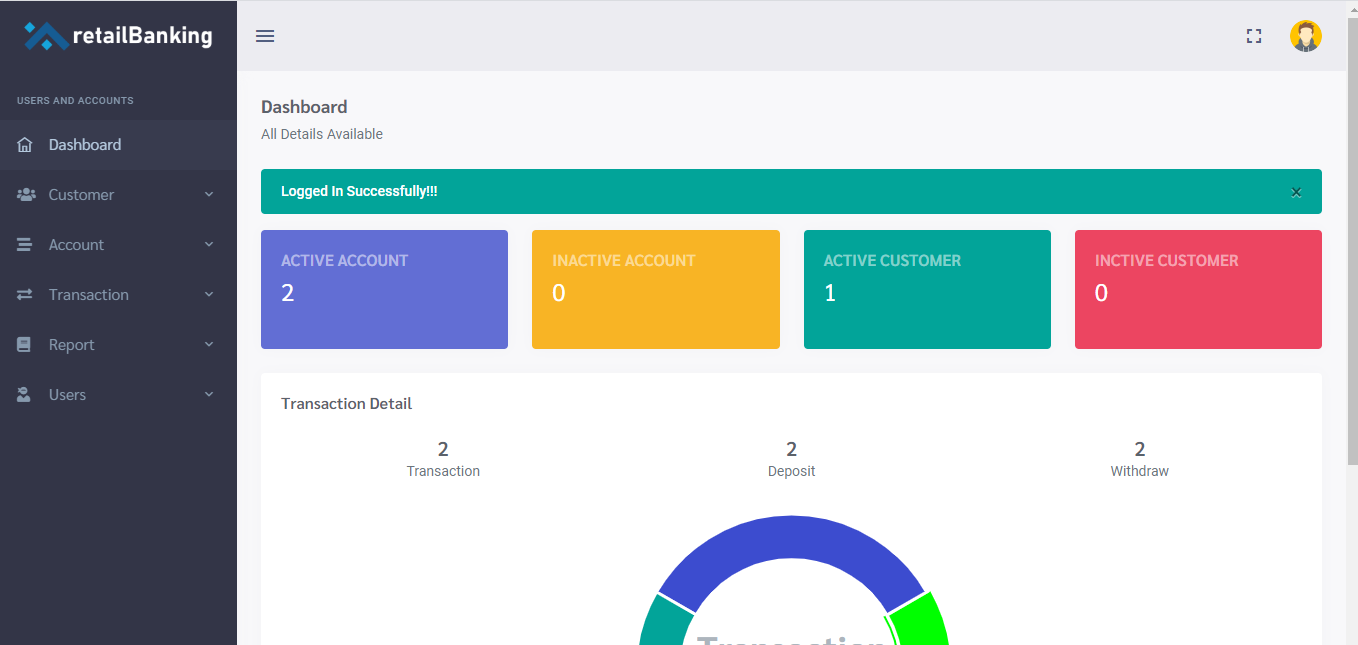 retailBanking
USERS AND ACCOUNTS
Dashboard
Customer
Account
Transaction
Report
Users
Dashboard
All Details Available
Logged In Successfully!!!
×
ACTIVE ACCOUNT
2
INACTIVE ACCOUNT
0
ACTIVE CUSTOMER
1
INCTIVE CUSTOMER
0
Transaction Detail
2
Transaction
2
Deposit
2
Withdraw
Transaction